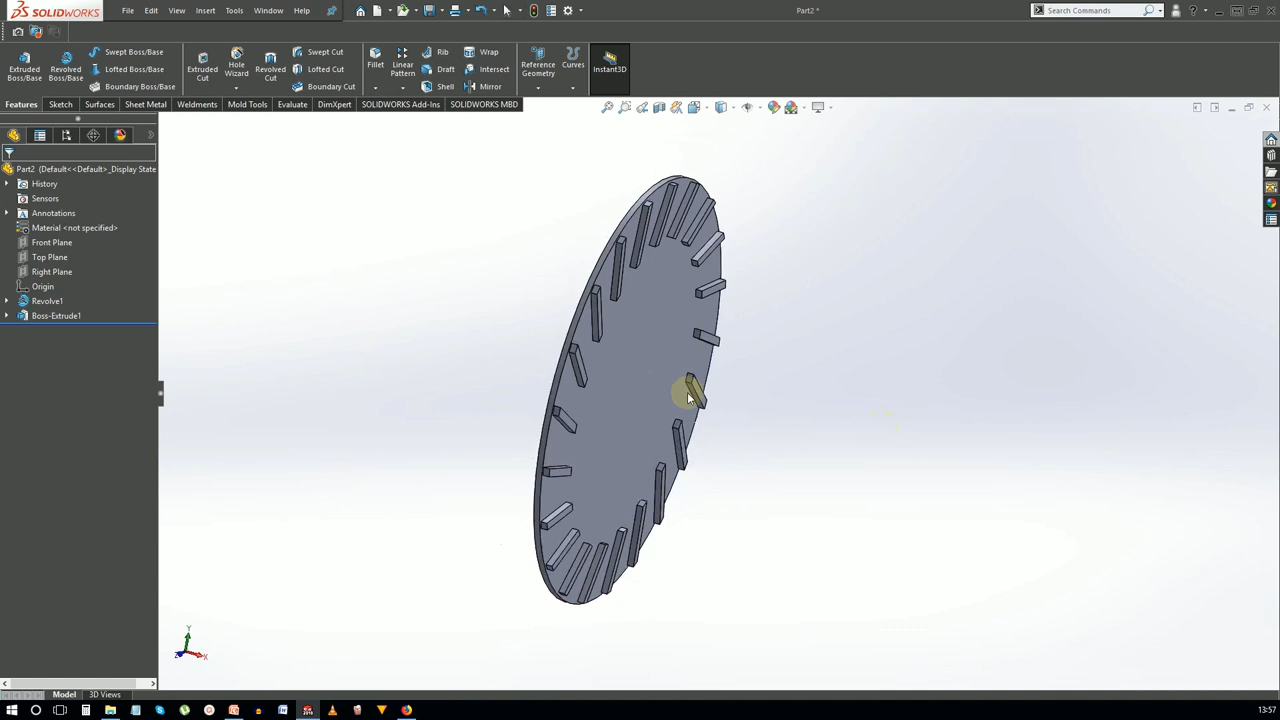 SOLIDWORKS File Edit View Insert Tools Window Help Part2 * Search Commands
Extruded Boss/Base
Revolved Boss/Base
Swept Boss/Base
Lofted Boss/Base
Boundary Boss/Base
Extruded Cut
Hole Wizard
Revolved Cut
Swept Cut
Lofted Cut
Boundary Cut
Fillet
Linear Pattern
Rib
Draft
Shell
Wrap
Intersect
Mirror
Reference Geometry
Curves
Instant3D
Features Sketch Surfaces Sheet Metal Weldments Mold Tools Evaluate DimXpert SOLIDWORKS Add-Ins SOLIDWORKS MBD
Part2 (Default<<Default>_Display State
History
Sensors
Annotations
Material <not specified>
Front Plane
Top Plane
Right Plane
Origin
Revolve1
Boss-Extrude1
Y
Z X
Model 3D Views
13:57